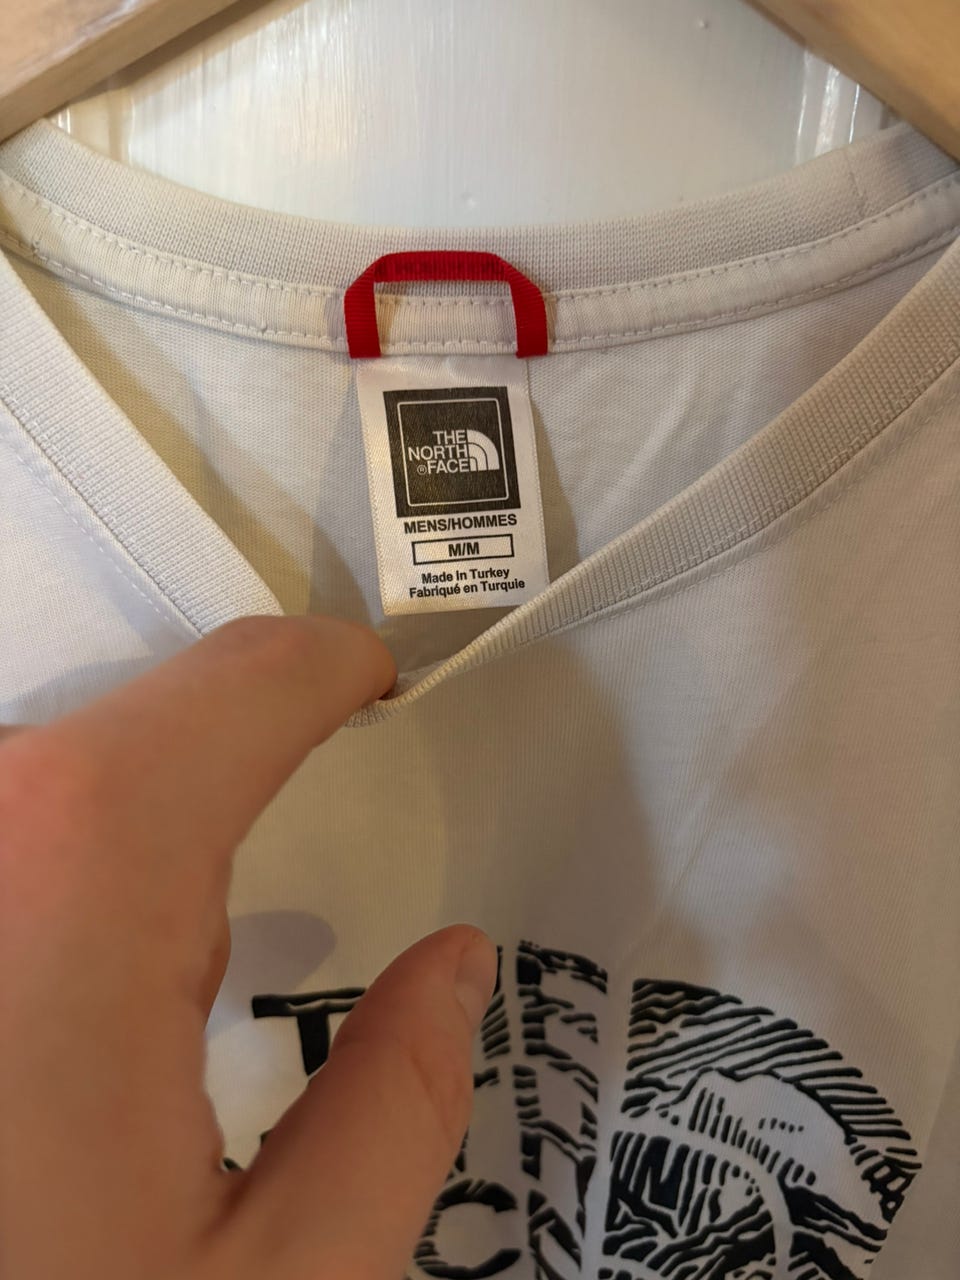 THE
NORTH
®FACE
MENS/HOMMES
M/M
Made In Turkey
Fabriqué en Turquie